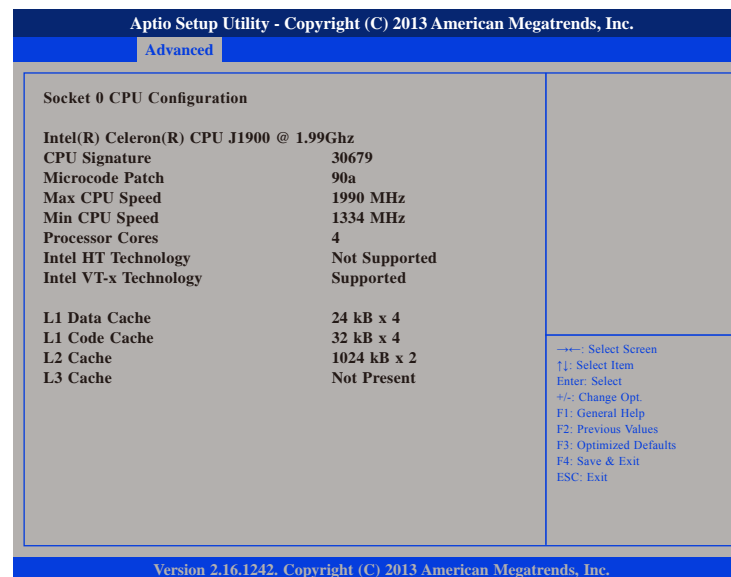 Aptio Setup Utility - Copyright (C) 2013 American Megatrends, Inc.
Advanced
Socket 0 CPU Configuration
Intel(R) Celeron(R) CPU J1900 @ 1.99Ghz
CPU Signature 30679
Microcode Patch 90a
Max CPU Speed 1990 MHz
Min CPU Speed 1334 MHz
Processor Cores 4
Intel HT Technology Not Supported
Intel VT-x Technology Supported
L1 Data Cache 24 kB x 4
L1 Code Cache 32 kB x 4
L2 Cache 1024 kB x 2
L3 Cache Not Present
→←: Select Screen
↑↓: Select Item
Enter: Select
+/-: Change Opt.
F1: General Help
F2: Previous Values
F3: Optimized Defaults
F4: Save & Exit
ESC: Exit
Version 2.16.1242. Copyright (C) 2013 American Megatrends, Inc.